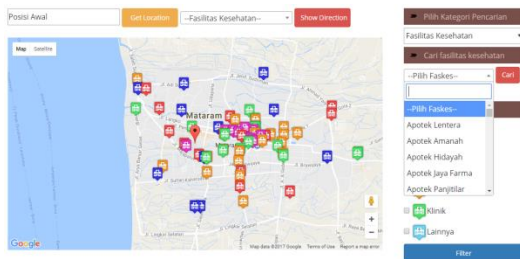 Posisi Awal
Get Location
--Fasilitas Kesehatan--
Show Direction
Map
Satellite
Mataram
Google
Map data ©2017 Google
Terms of Use
Report a map error
Pilih Kategori Pencarian
Fasilitas Kesehatan
Cari fasilitas kesehatan
--Pilih Faskes--
Cari
--Pilih Faskes--
Apotek Lentera
Apotek Amanah
Apotek Hidayah
Apotek Jaya Farma
Apotek Panjitilar
Klinik
Lainnya
Filter